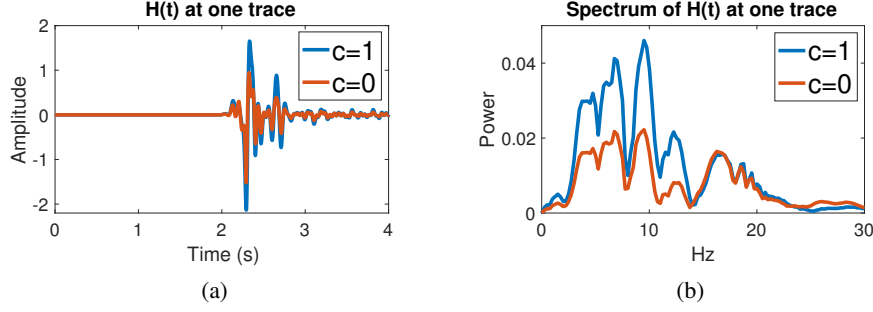 H(t) at one trace
2
1
0
-1
-2
Amplitude
c=1
c=0
0 1 2 3 4
Time (s)
(a)
Spectrum of H(t) at one trace
0.04
0.02
0
Power
c=1
c=0
0 10 20 30
Hz
(b)